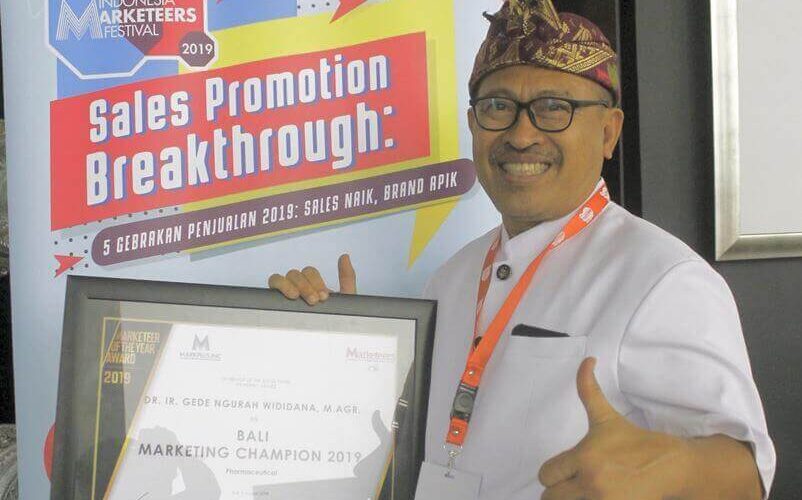 INDONESIA
MARKETEERS
FESTIVAL
2019
Sales Promotion
Breakthrough:
5 GEBRAKAN PENJUALAN 2019: SALES NAIK, BRAND APIK
MARKETEER
OF THE YEAR
AWARD
2019
M
MARKPLUS, INC
Marketeers
DR. IR. GEDE NGURAH WIDIDANA, M.AGR.
BALI
MARKETING CHAMPION 2019
Pharmaceutical